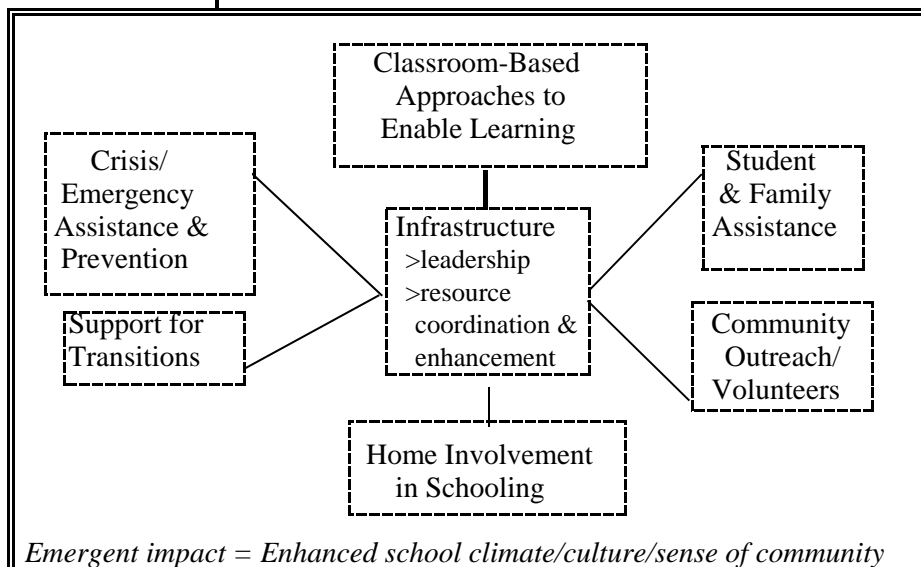 Classroom-Based
Approaches to
Enable Learning
Crisis/
Emergency
Assistance &
Prevention
Student
& Family
Assistance
Infrastructure
>leadership
>resource
coordination &
enhancement
Support for
Transitions
Community
Outreach/
Volunteers
Home Involvement
in Schooling
Emergent impact = Enhanced school climate/culture/sense of community